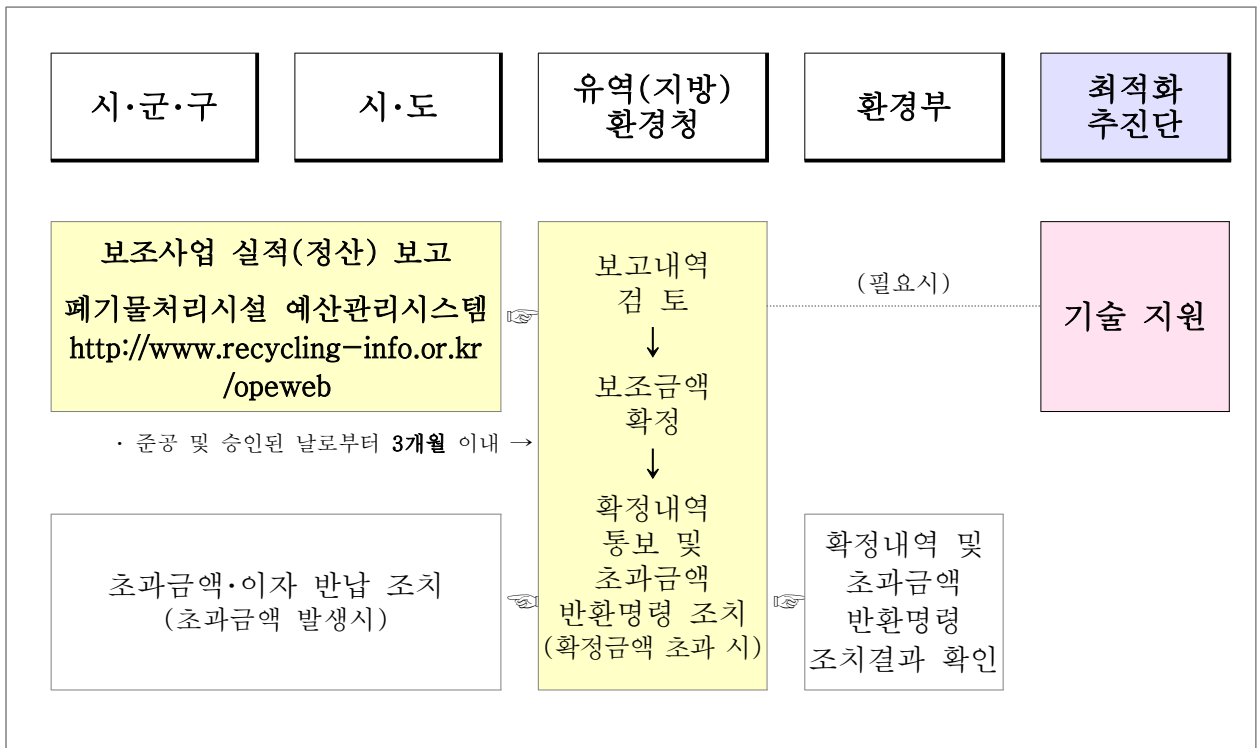 시·군·구
시·도
유역(지방)
환경청
환경부
최적화
추진단
보조사업 실적(정산) 보고
폐기물처리시설 예산관리시스템
http://www.recycling-info.or.kr
/opeweb
☞
보고내역
검 토
↓
보조금액
확정
↓
확정내역
통보 및
초과금액
반환명령 조치
(확정금액 초과 시)
(필요시)
기술 지원
· 준공 및 승인된 날로부터 3개월 이내 →
초과금액·이자 반납 조치
(초과금액 발생시)
☜
☞
확정내역 및
초과금액
반환명령
조치결과 확인